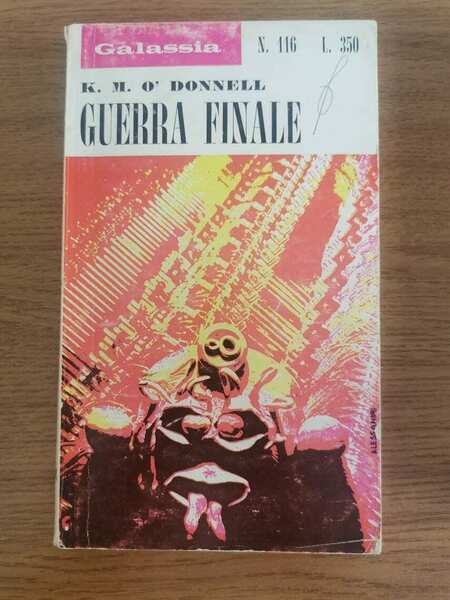 Galassia N. 116 L. 350
K. M. O' DONNELL
GUERRA FINALE